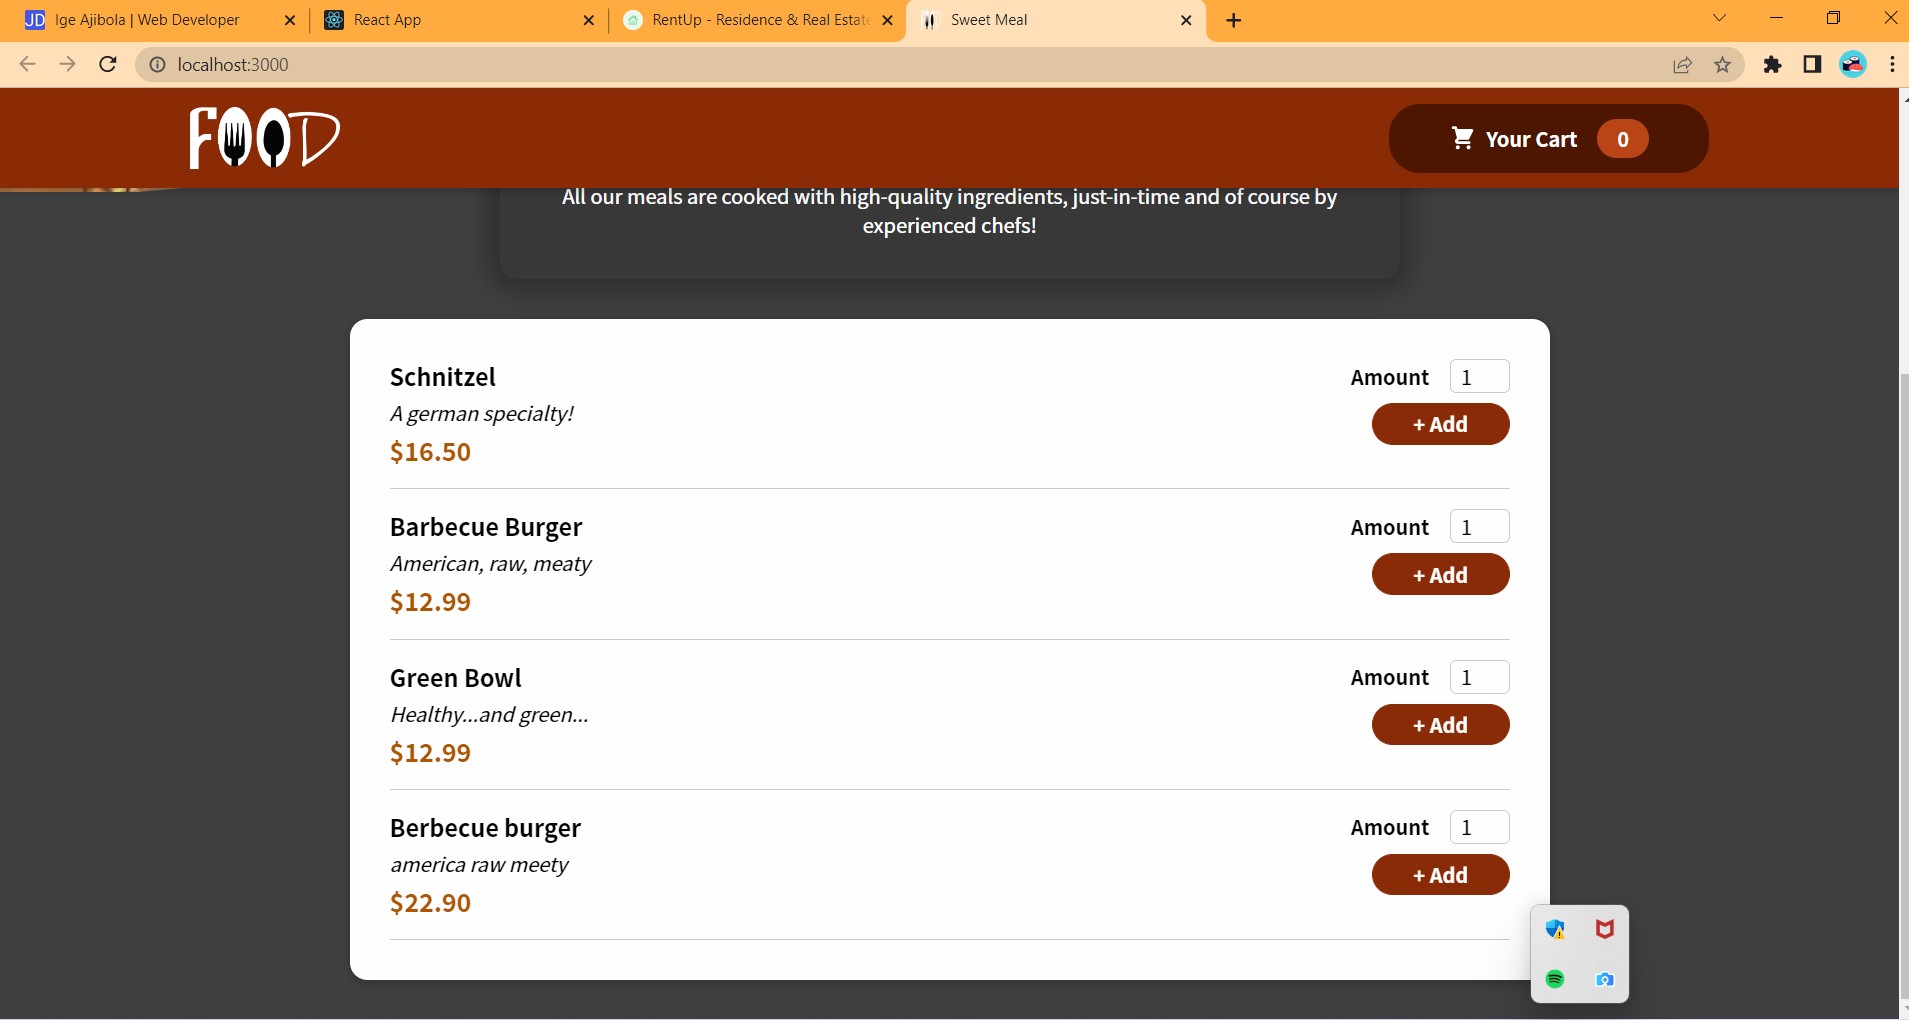 JD Ige Ajibola | Web Developer
React App
RentUp - Residence & Real Estate
Sweet Meal
localhost:3000
FOOD
Your Cart 0
All our meals are cooked with high-quality ingredients, just-in-time and of course by
experienced chefs!
Schnitzel
Amount 1
A german specialty!
+ Add
$16.50
Barbecue Burger
Amount 1
American, raw, meaty
+ Add
$12.99
Green Bowl
Amount 1
Healthy...and green...
+ Add
$12.99
Berbecue burger
Amount 1
america raw meety
+ Add
$22.90